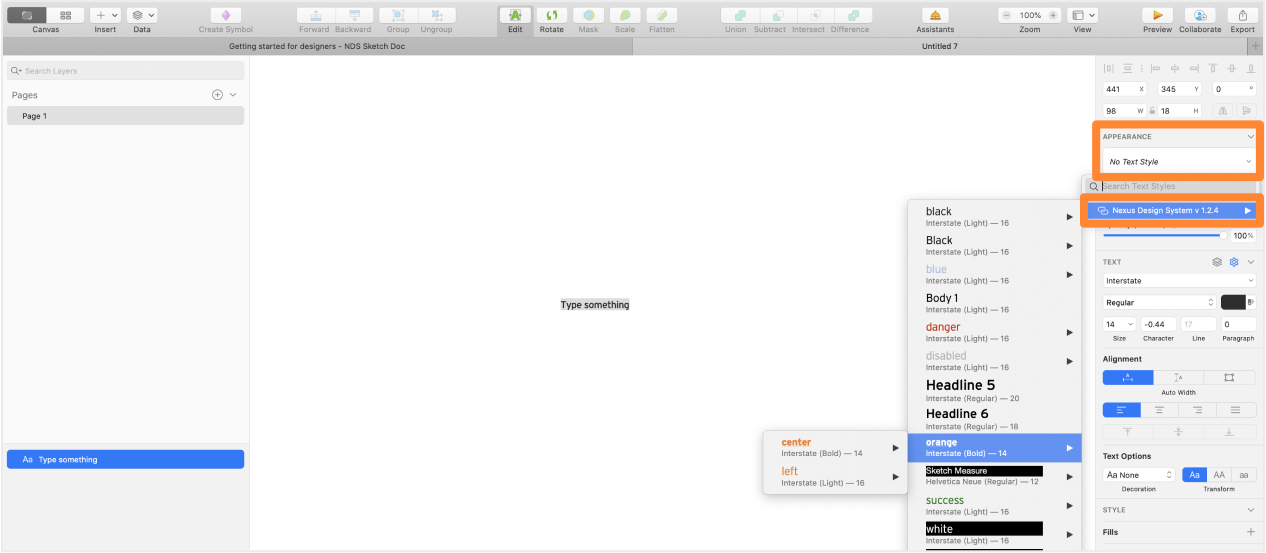 Canvas
Insert
Data
Create Symbol
Forward
Backward
Group
Ungroup
Edit
Rotate
Mask
Scale
Flatten
Union
Subtract
Intersect
Difference
Assistants
100%
Zoom
View
Preview
Collaborate
Export
Getting started for designers - NDS Sketch Doc
Untitled 7
Search Layers
Pages
Page 1
Aa Type something
Type something
441 X
345 Y
0 °
98 W
18 H
APPEARANCE
No Text Style
Search Text Styles
Nexus Design System v 1.2.4
100%
TEXT
Interstate
Regular
14
-0.44
17
0
Size
Character
Line
Paragraph
Alignment
Auto Width
Text Options
Aa None
Aa
AA
aa
Decoration
Transform
STYLE
Fills
black
Interstate (Light) — 16
Black
Interstate (Light) — 16
blue
Interstate (Light) — 16
Body 1
Interstate (Light) — 16
danger
Interstate (Light) — 16
disabled
Interstate (Light) — 16
Headline 5
Interstate (Regular) — 20
Headline 6
Interstate (Regular) — 18
orange
Interstate (Bold) — 14
Sketch Measure
Helvetica Neue (Regular) — 12
success
Interstate (Light) — 16
white
Interstate (Light) — 16
center
Interstate (Bold) — 14
left
Interstate (Light) — 16